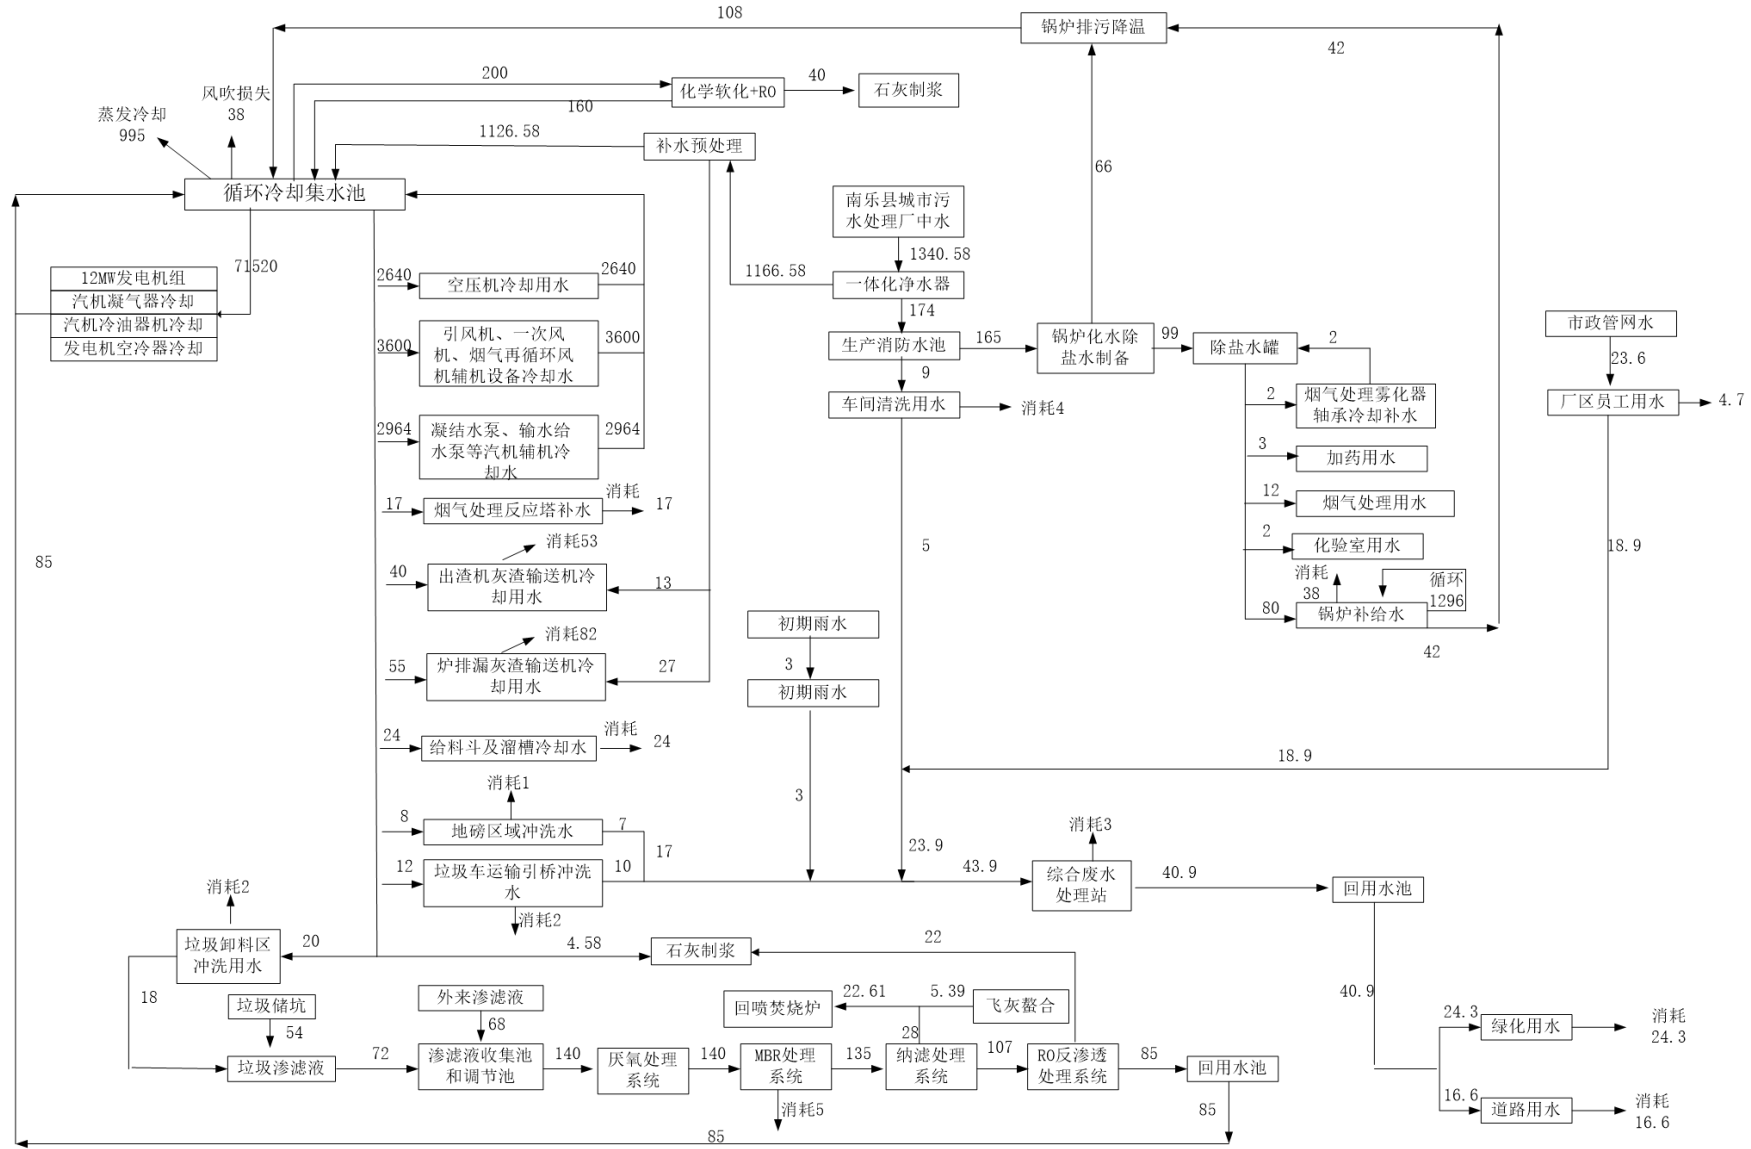 108
锅炉排污降温
42
200
化学软化+RO
40
石灰制浆
160
风吹损失
38
蒸发冷却
995
1126.58
补水预处理
66
循环冷却集水池
南乐县城市污
水处理厂中水
1340.58
71520
12MW发电机组
汽机凝气器冷却
汽机冷油器机冷却
发电机空冷器冷却
2640
空压机冷却用水
2640
1166.58
一体化净水器
174
3600
引风机、一次风
机、烟气再循环风
机辅机设备冷却水
3600
生产消防水池
165
锅炉化水除
盐水制备
99
除盐水罐
2
市政管网水
23.6
9
车间清洗用水
消耗4
2
烟气处理雾化器
轴承冷却补水
厂区员工用水
4.7
2964
凝结水泵、输水给
水泵等汽机辅机冷
却水
2964
3
加药用水
17
烟气处理反应塔补水
消耗
17
12
烟气处理用水
85
消耗53
40
出渣机灰渣输送机冷
却用水
13
5
2
化验室用水
18.9
消耗
38
循环
1296
80
锅炉补给水
42
初期雨水
3
初期雨水
消耗82
55
炉排漏灰渣输送机冷
却用水
27
24
给料斗及溜槽冷却水
消耗
24
18.9
消耗1
8
地磅区域冲洗水
7
3
17
消耗3
12
垃圾车运输引桥冲洗
水
10
消耗2
23.9
43.9
综合废水
处理站
40.9
回用水池
消耗2
垃圾卸料区
冲洗用水
20
4.58
石灰制浆
22
18
垃圾储坑
54
外来渗滤液
68
回喷焚烧炉
22.61
5.39
飞灰螯合
40.9
28
垃圾渗滤液
72
渗滤液收集池
和调节池
140
厌氧处理
系统
140
MBR处理
系统
135
纳滤处理
系统
107
RO反渗透
处理系统
85
回用水池
消耗5
85
24.3
绿化用水
消耗
24.3
16.6
道路用水
消耗
16.6
85